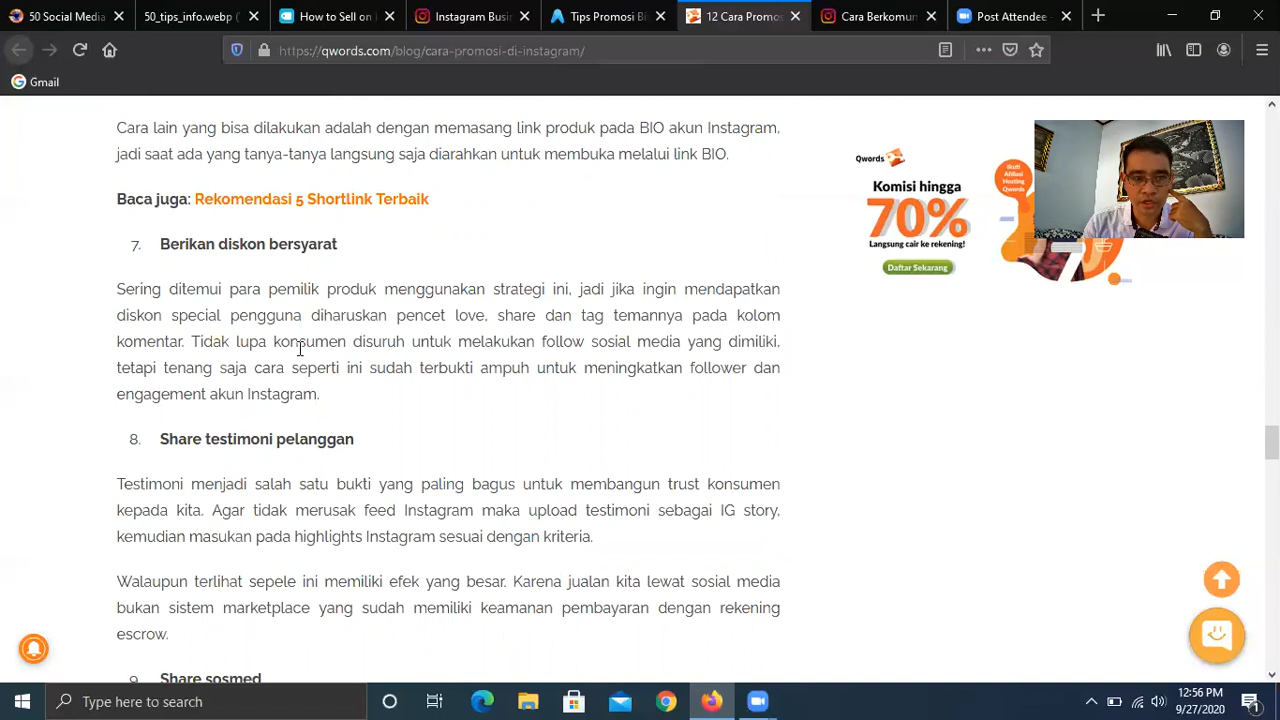 50 Social Media
50_tips_info.webp (
How to Sell on
Instagram Busi
Tips Promosi Bi
12 Cara Promos
Cara Berkomun
Post Attendee -
https://qwords.com/blog/cara-promosi-di-instagram/
Gmail
Cara lain yang bisa dilakukan adalah dengan memasang link produk pada BIO akun Instagram,
jadi saat ada yang tanya-tanya langsung saja diarahkan untuk membuka melalui link BIO.
Baca juga: Rekomendasi 5 Shortlink Terbaik
7. Berikan diskon bersyarat
Sering ditemui para pemilik produk menggunakan strategi ini, jadi jika ingin mendapatkan
diskon special pengguna diharuskan pencet love, share dan tag temannya pada kolom
komentar. Tidak lupa konsumen disuruh untuk melakukan follow sosial media yang dimiliki,
tetapi tenang saja cara seperti ini sudah terbukti ampuh untuk meningkatkan follower dan
engagement akun Instagram.
8. Share testimoni pelanggan
Testimoni menjadi salah satu bukti yang paling bagus untuk membangun trust konsumen
kepada kita. Agar tidak merusak feed Instagram maka upload testimoni sebagai IG story,
kemudian masukan pada highlights Instagram sesuai dengan kriteria.
Walaupun terlihat sepele ini memiliki efek yang besar. Karena jualan kita lewat sosial media
bukan sistem marketplace yang sudah memiliki keamanan pembayaran dengan rekening
escrow.
9. Share sosmed
Qwords
Komisi hingga
70%
Langsung cair ke rekening!
Daftar Sekarang
Ikuti
Afiliasi
Hosting
Qwords
Type here to search
12:56 PM
9/27/2020
1